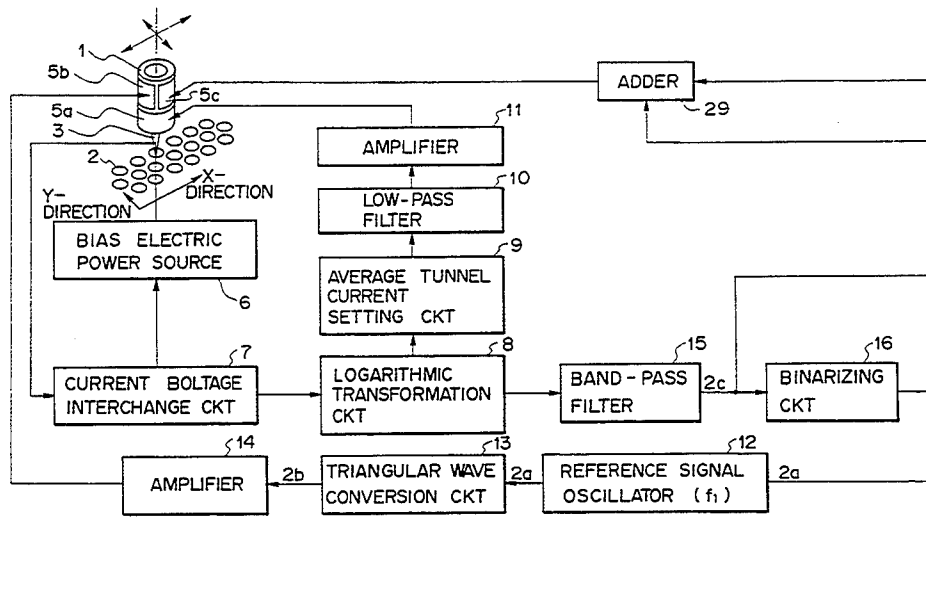 1
5b
5c
5a
3
2
X-
DIRECTION
Y-
DIRECTION
BIAS ELECTRIC
POWER SOURCE
6
ADDER
29
11
AMPLIFIER
10
LOW-PASS
FILTER
9
AVERAGE TUNNEL
CURRENT
SETTING CKT
7
CURRENT BOLTAGE
INTERCHANGE CKT
8
LOGARITHMIC
TRANSFORMATION
CKT
15
BAND-PASS
FILTER
2c
16
BINARIZING
CKT
14
AMPLIFIER
2b
13
TRIANGULAR WAVE
CONVERSION CKT
2a
12
REFERENCE SIGNAL
OSCILLATOR (f1)
2a